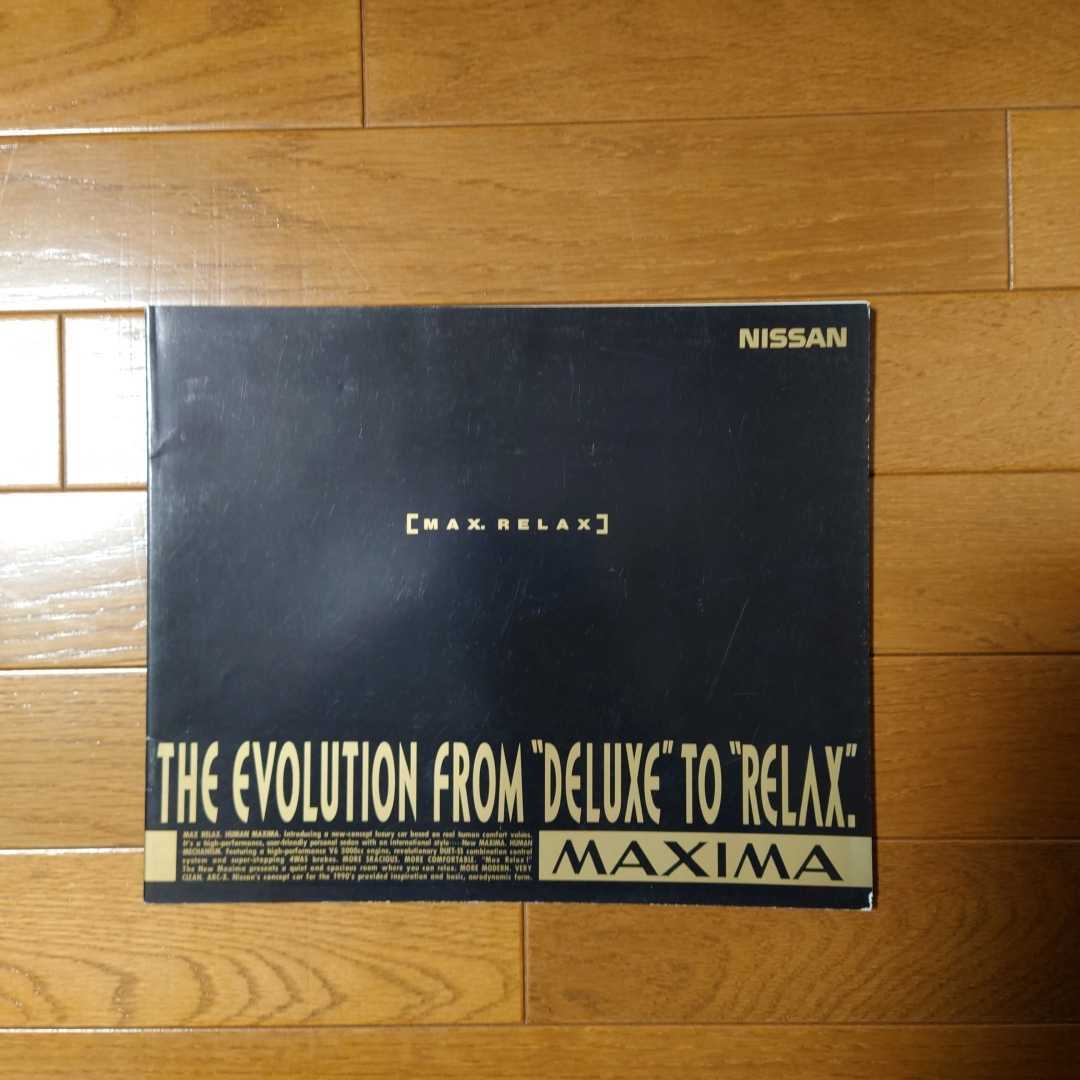 NISSAN
[MAX. RELAX]
THE EVOLUTION FROM "DELUXE" TO "RELAX".
MAX RELAX. HUMAN MAXIMA. Introducing a new-concept luxury car based on real human comfort values.
It's a high-performance, user-friendly personal sedan with an international style—New MAXIMA. HUMAN
MECHANISM. Featuring a high-performance V6 3000cc engine, revolutionary DUET-SS combination control
system and super-stopping 4WAS brakes. MORE SPACIOUS. MORE COMFORTABLE. "Max Relax!"
The New Maxima presents a quiet and spacious room where you can relax. MORE MODERN. VERY
CLEAN. ARC-X. Nissan's concept car for the 1990's provided inspiration and basic, aerodynamic form.
MAXIMA